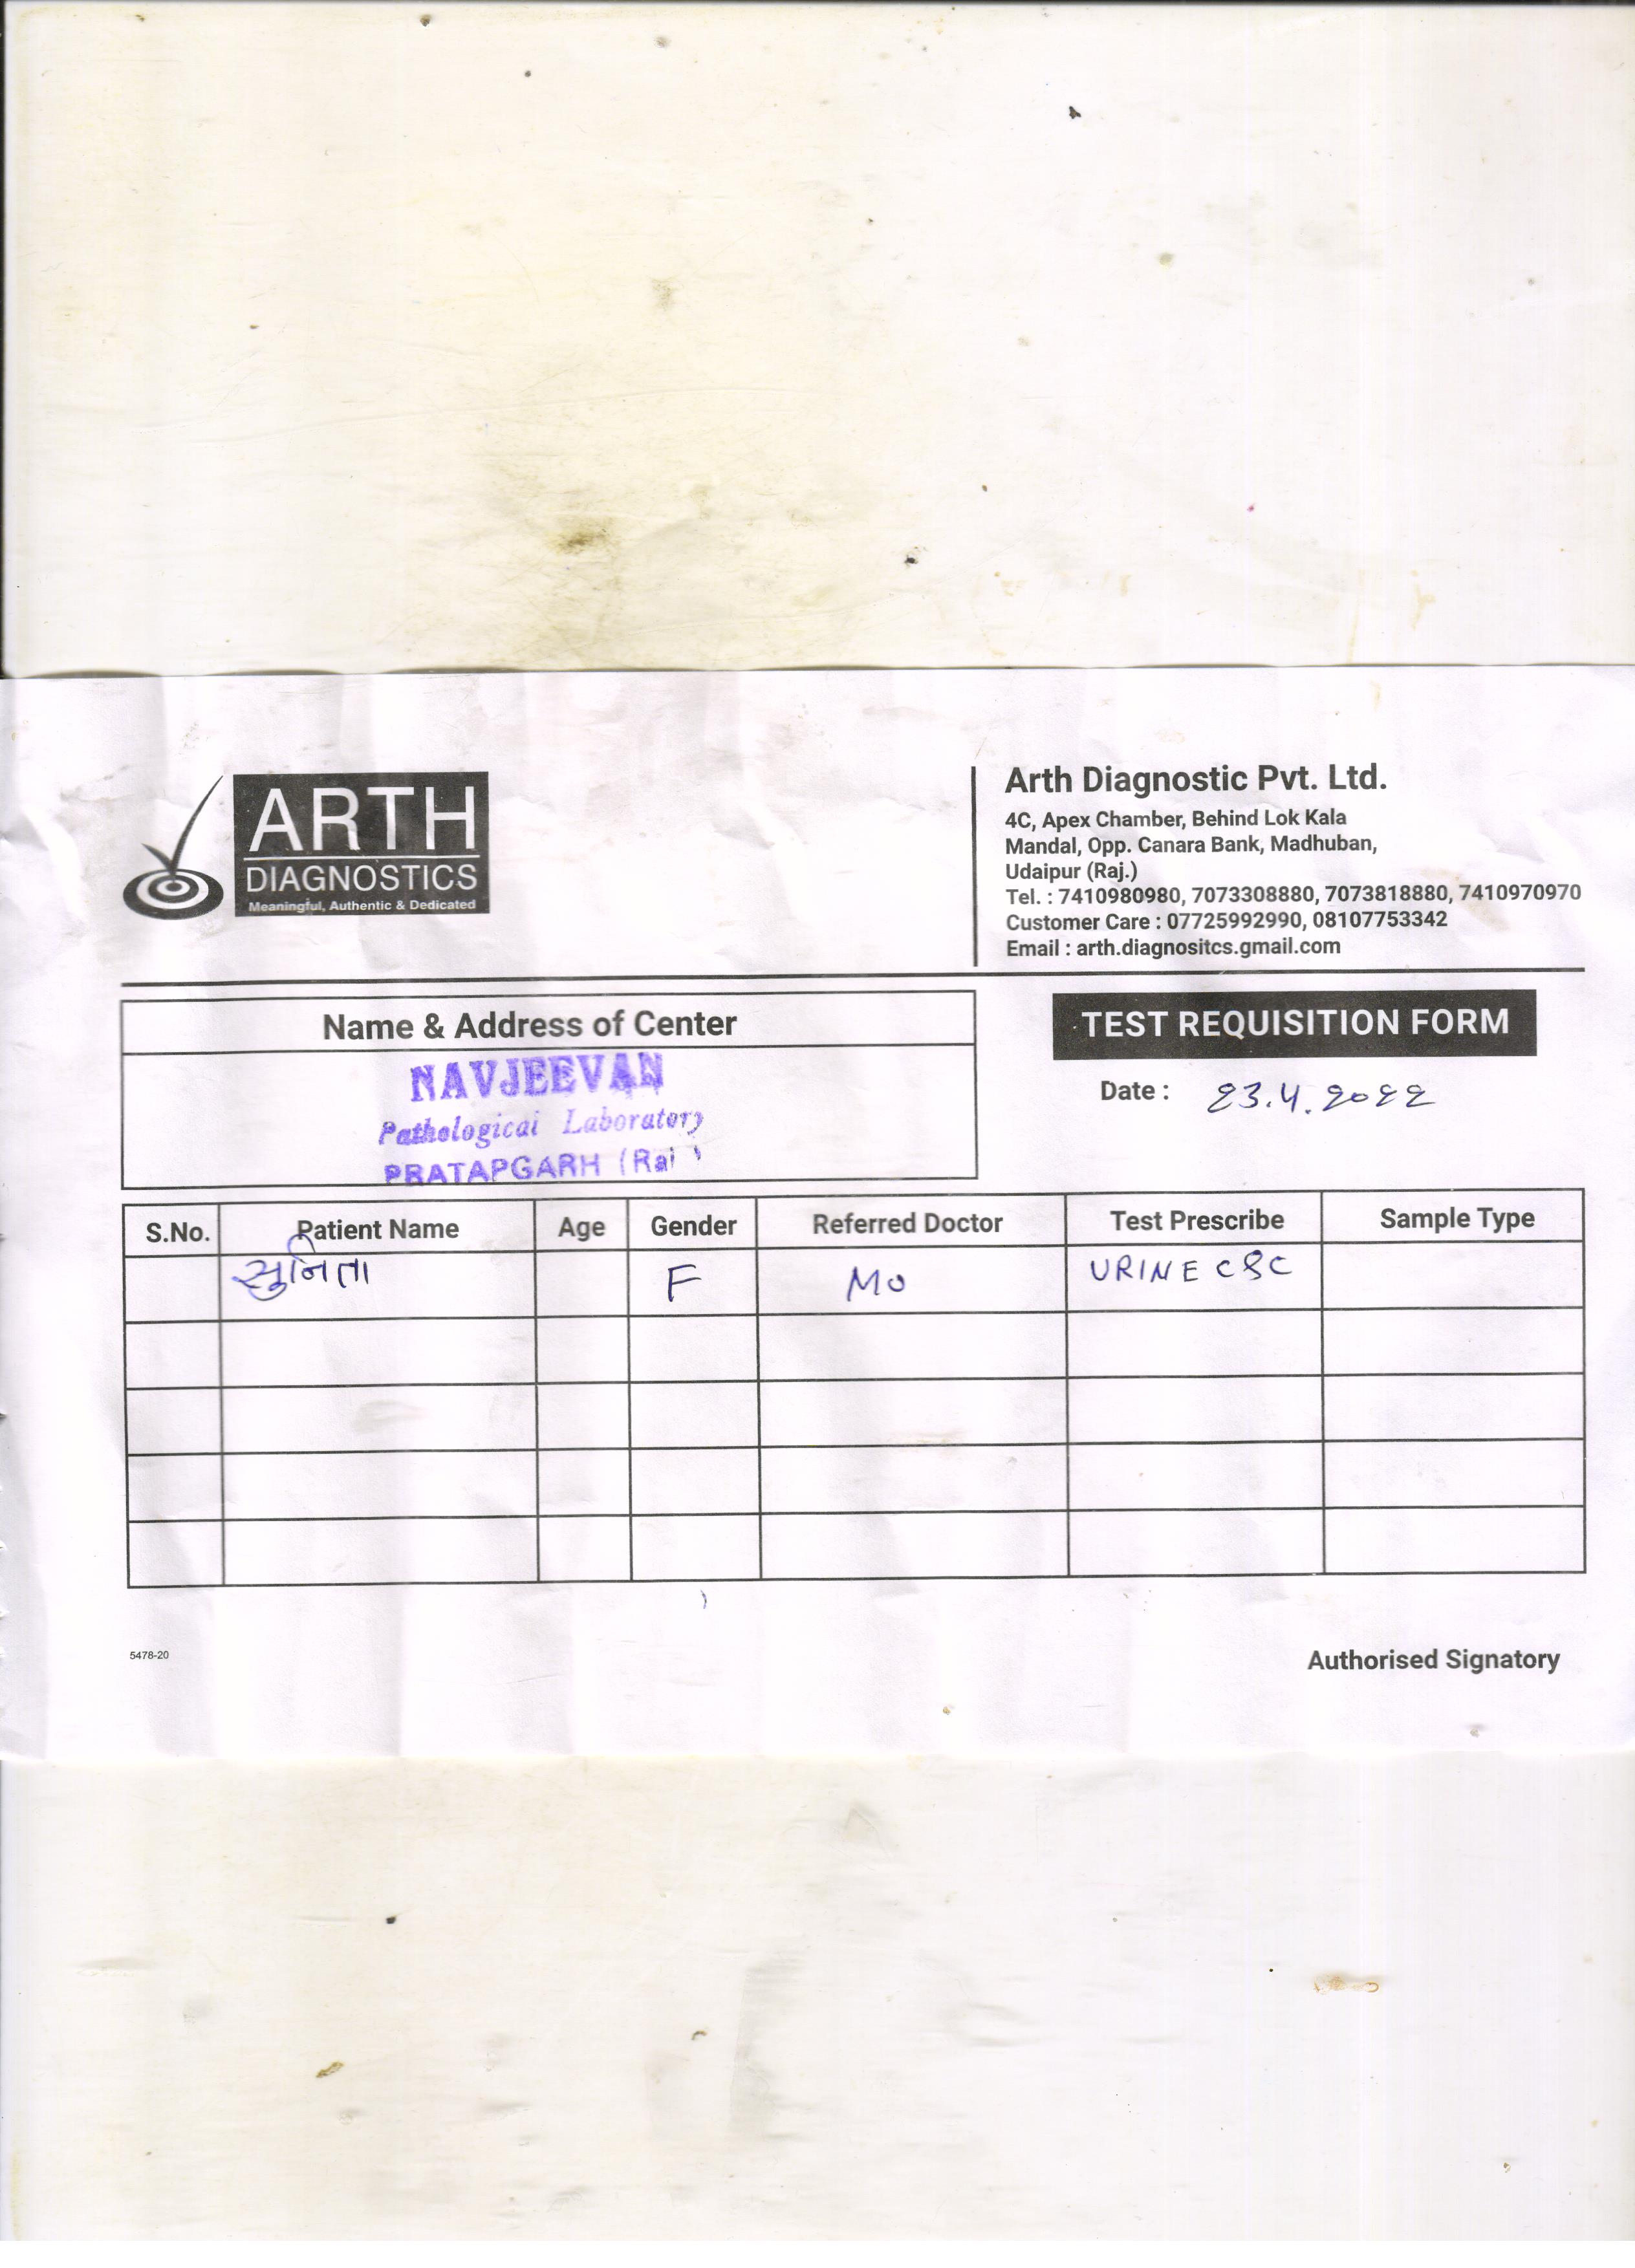 ARTH
DIAGNOSTICS
Meaningful, Authentic & Dedicated
Arth Diagnostic Pvt. Ltd.
4C, Apex Chamber, Behind Lok Kala
Mandal, Opp. Canara Bank, Madhuban,
Udaipur (Raj.)
Tel. : 7410980980, 7073308880, 7073818880, 7410970970
Customer Care : 07725992990, 08107753342
Email : arth.diagnositcs.gmail.com
Name & Address of Center
NAVJEEVAN
Pathological Laboratory
PRATAPGARH (Raj )
TEST REQUISITION FORM
Date : 23.4.2022
S.No. Patient Name Age Gender Referred Doctor Test Prescribe Sample Type
सुनिता F MO URINE C&C
5478-20
Authorised Signatory